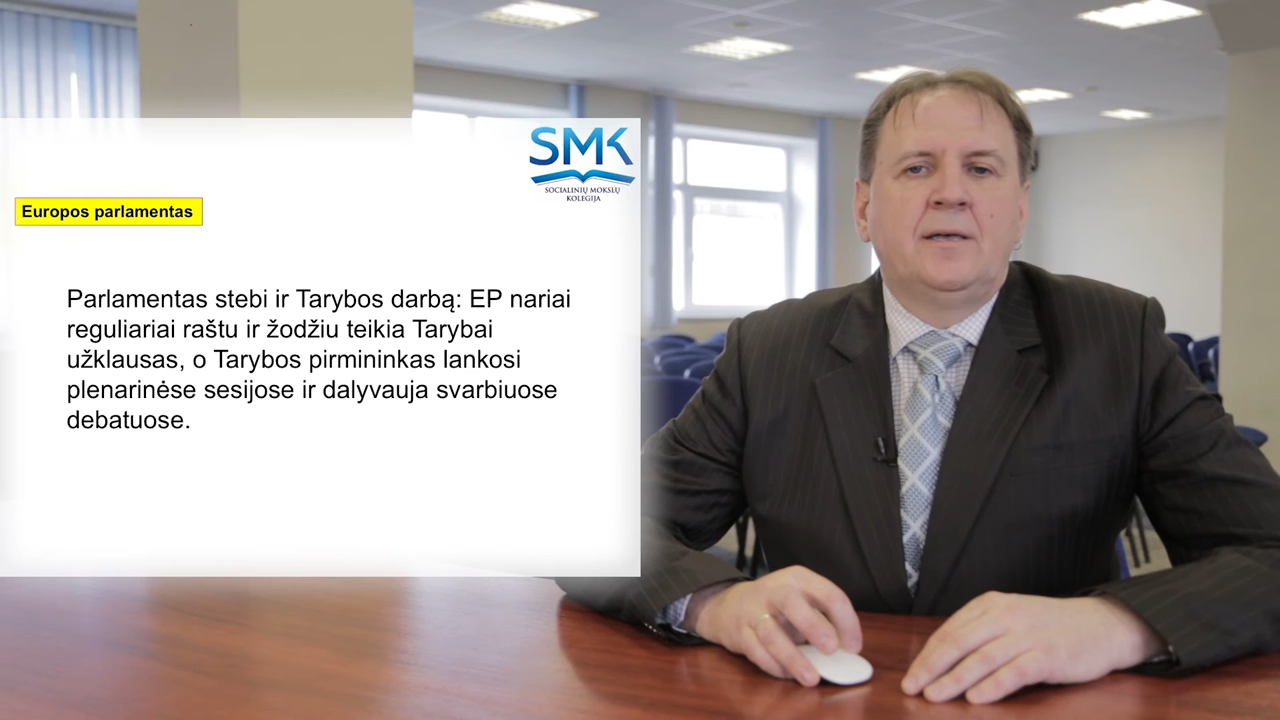 SMK
SOCIALINIŲ MOKSLŲ
KOLEGIJA
Europos parlamentas
Parlamentas stebi ir Tarybos darbą: EP nariai
reguliariai raštu ir žodžiu teikia Tarybai
užklausas, o Tarybos pirmininkas lankosi
plenarinėse sesijose ir dalyvauja svarbiuose
debatuose.